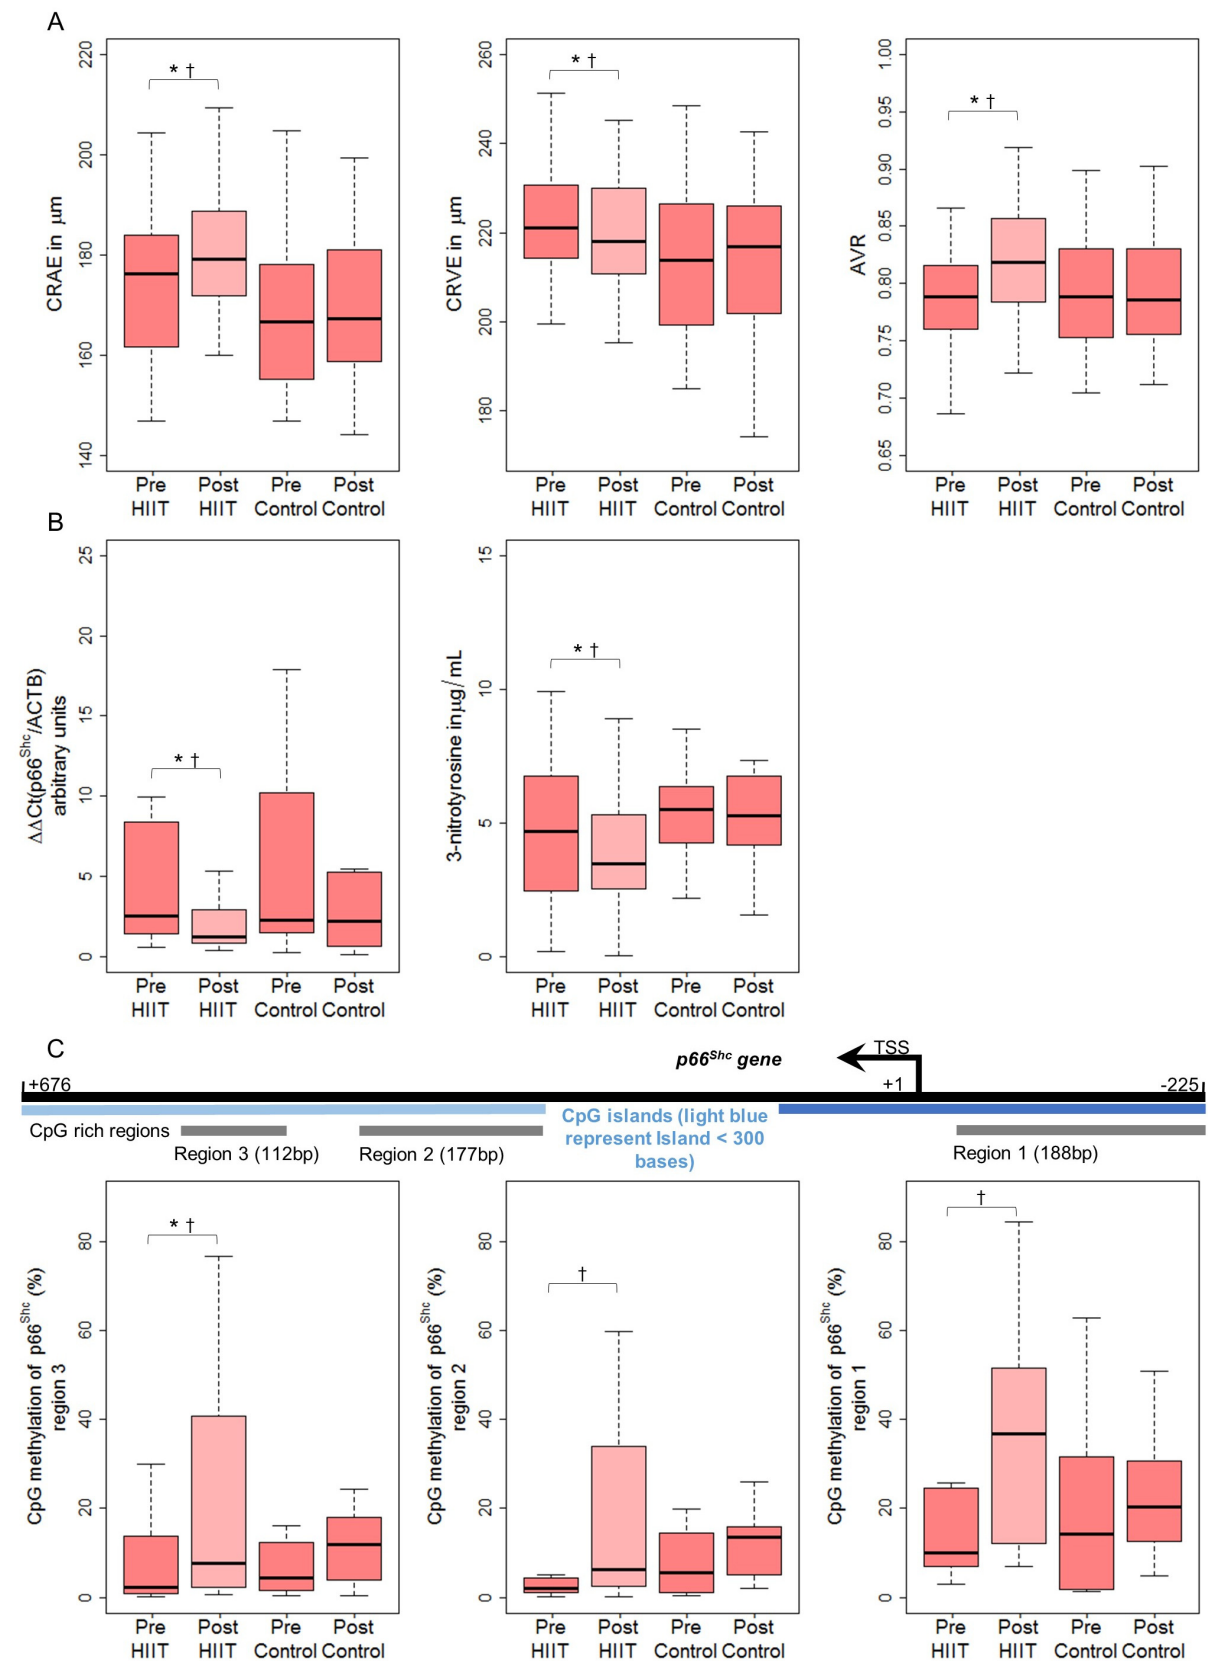 A
CRAE in μm
220
200
180
160
140
* †
Pre HIIT
Post HIIT
Pre Control
Post Control
CRVE in μm
260
240
220
200
180
* †
Pre HIIT
Post HIIT
Pre Control
Post Control
AVR
1.00
0.95
0.90
0.85
0.80
0.75
0.70
0.65
* †
Pre HIIT
Post HIIT
Pre Control
Post Control
B
ΔΔCt(p66Shc/ACTB)
arbitrary units
25
20
15
10
5
0
* †
Pre HIIT
Post HIIT
Pre Control
Post Control
3-nitrotyrosine in μg/mL
15
10
5
0
* †
Pre HIIT
Post HIIT
Pre Control
Post Control
C
p66Shc gene
TSS
+676
+1
-225
CpG islands (light blue
represent Island < 300
bases)
CpG rich regions
Region 3 (112bp)
Region 2 (177bp)
Region 1 (188bp)
CpG methylation of p66Shc (%)
region 3
80
60
40
20
0
* †
Pre HIIT
Post HIIT
Pre Control
Post Control
CpG methylation of p66Shc (%)
region 2
80
60
40
20
0
†
Pre HIIT
Post HIIT
Pre Control
Post Control
CpG methylation of p66Shc (%)
region 1
80
60
40
20
0
†
Pre HIIT
Post HIIT
Pre Control
Post Control